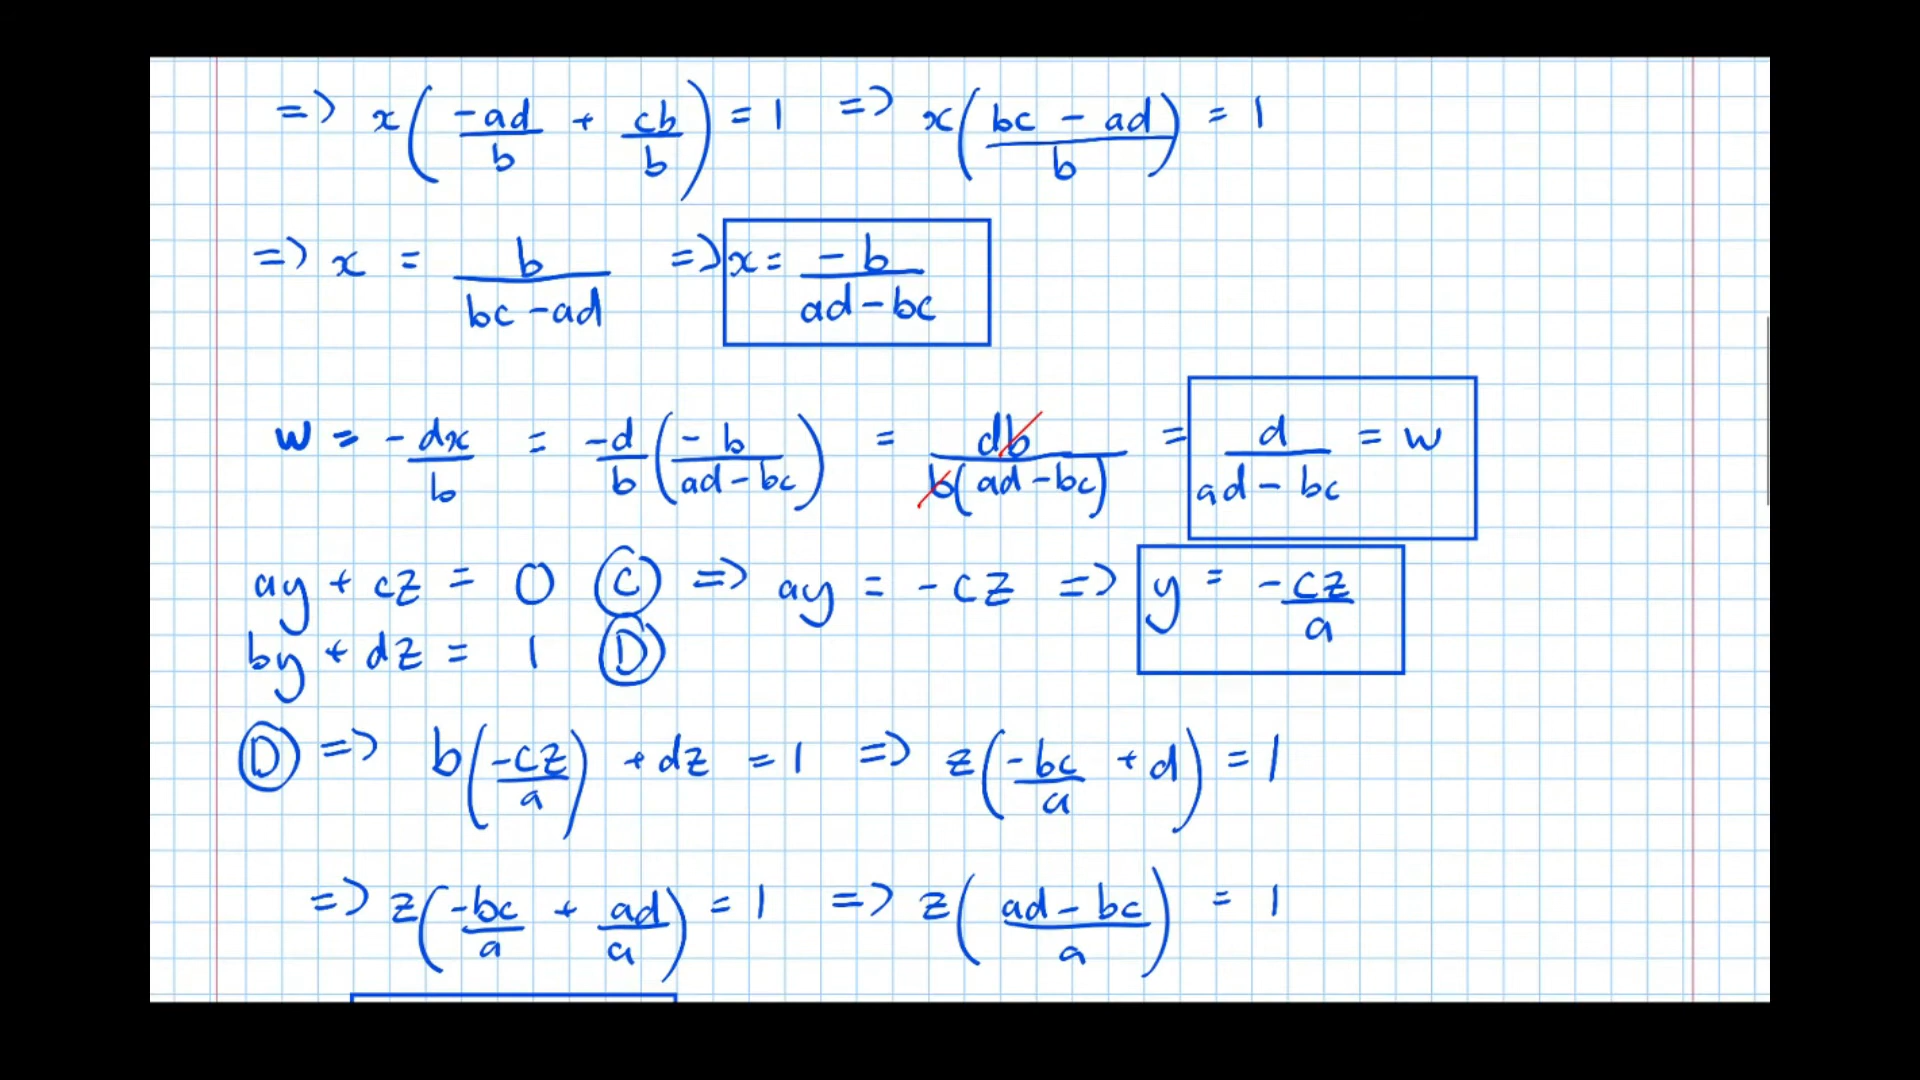 => x(-ad/b + cb/b) = 1 => x((bc - ad)/b) = 1
=> x = b/(bc - ad) => x = -b/(ad - bc)
w = -dx/b = -d/b(-b/(ad - bc)) = db/(b(ad - bc)) = d/(ad - bc) = w
ay + cz = 0 (C) => ay = -cz => y = -cz/a
by + dz = 1 (D)
(D) => b(-cz/a) + dz = 1 => z(-bc/a + d) = 1
=> z(-bc/a + ad/a) = 1 => z((ad - bc)/a) = 1